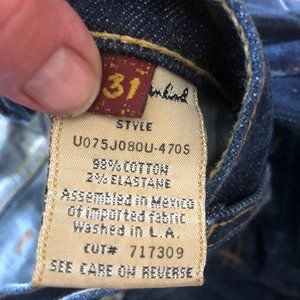 31
STYLE
U075J080U-470S
98% COTTON
2% ELASTANE
Assembled in Mexico
of imported fabric
Washed in L.A.
CUT# 717309
SEE CARE ON REVERSE